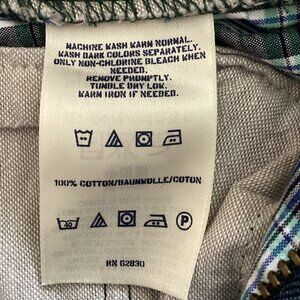 MACHINE WASH WARM NORMAL.
WASH DARK COLORS SEPARATELY.
ONLY NON-CHLORINE BLEACH WHEN
NEEDED.
REMOVE PROMPTLY.
TUMBLE DRY LOW.
WARM IRON IF NEEDED.
100% COTTON/BAUMWOLLE/COTON
P
RN 62830